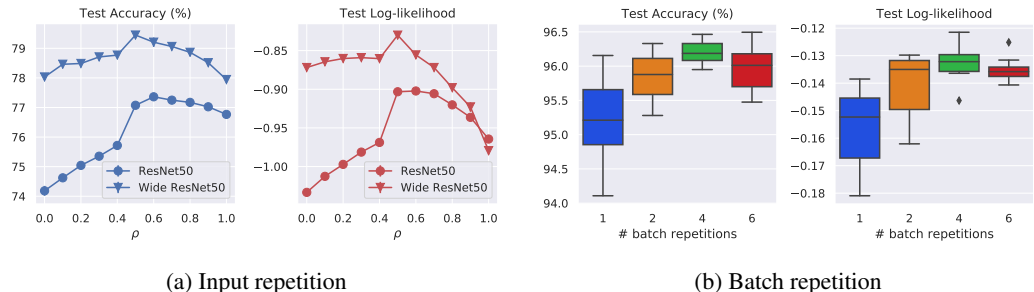 Test Accuracy (%)
79
78
77
76
75
74
0.0 0.2 0.4 0.6 0.8 1.0
ρ
ResNet50
Wide ResNet50
Test Log-likelihood
−0.85
−0.90
−0.95
−1.00
0.0 0.2 0.4 0.6 0.8 1.0
ρ
ResNet50
Wide ResNet50
(a) Input repetition
Test Accuracy (%)
96.5
96.0
95.5
95.0
94.5
94.0
1 2 4 6
# batch repetitions
Test Log-likelihood
−0.12
−0.13
−0.14
−0.15
−0.16
−0.17
−0.18
1 2 4 6
# batch repetitions
(b) Batch repetition